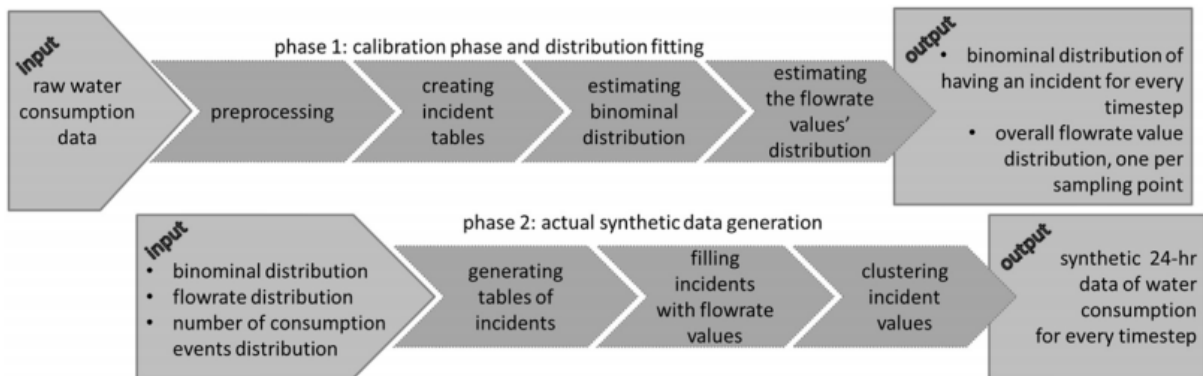 phase 1: calibration phase and distribution fitting
input
raw water
consumption
data
preprocessing
creating
incident
tables
estimating
binominal
distribution
estimating
the flowrate
values'
distribution
output
• binominal distribution of
having an incident for every
timestep
• overall flowrate value
distribution, one per
sampling point
phase 2: actual synthetic data generation
input
• binominal distribution
• flowrate distribution
• number of consumption
events distribution
generating
tables of
incidents
filling
incidents
with flowrate
values
clustering
incident
values
output
synthetic 24-hr
data of water
consumption
for every timestep